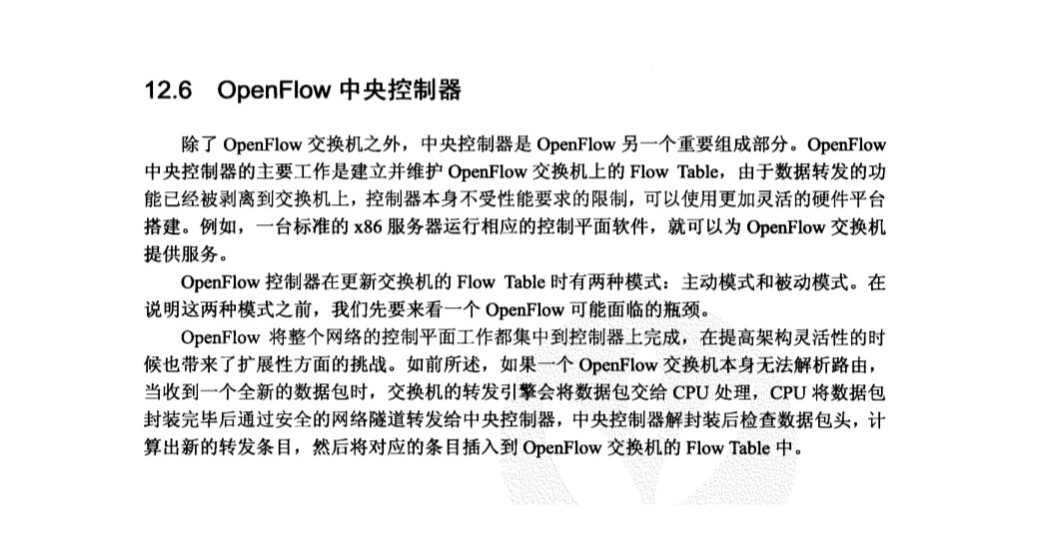 12.6 OpenFlow 中央控制器
除了 OpenFlow 交换机之外，中央控制器是 OpenFlow 另一个重要组成部分。OpenFlow
中央控制器的主要工作是建立并维护 OpenFlow 交换机上的 Flow Table，由于数据转发的功
能已经被剥离到交换机上，控制器本身不受性能要求的限制，可以使用更加灵活的硬件平台
搭建。例如，一台标准的 x86 服务器运行相应的控制平面软件，就可以为 OpenFlow 交换机
提供服务。
OpenFlow 控制器在更新交换机的 Flow Table 时有两种模式：主动模式和被动模式。在
说明这两种模式之前，我们先要来看一个 OpenFlow 可能面临的瓶颈。
OpenFlow 将整个网络的控制平面工作都集中到控制器上完成，在提高架构灵活性的时
候也带来了扩展性方面的挑战。如前所述，如果一个 OpenFlow 交换机本身无法解析路由，
当收到一个全新的数据包时，交换机的转发引擎会将数据包交给 CPU 处理，CPU 将数据包
封装完毕后通过安全的网络隧道转发给中央控制器，中央控制器解封装后检查数据包头，计
算出新的转发条目，然后将对应的条目插入到 OpenFlow 交换机的 Flow Table 中。